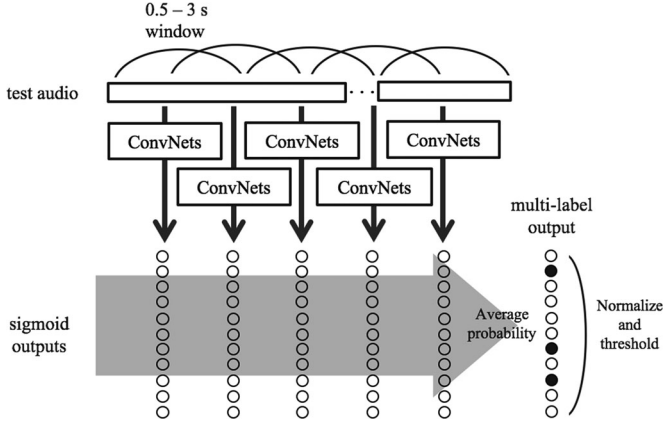 0.5 – 3 s
window
test audio
. . .
ConvNets
ConvNets
ConvNets
ConvNets
ConvNets
multi-label
output
sigmoid
outputs
Average
probability
Normalize
and
threshold